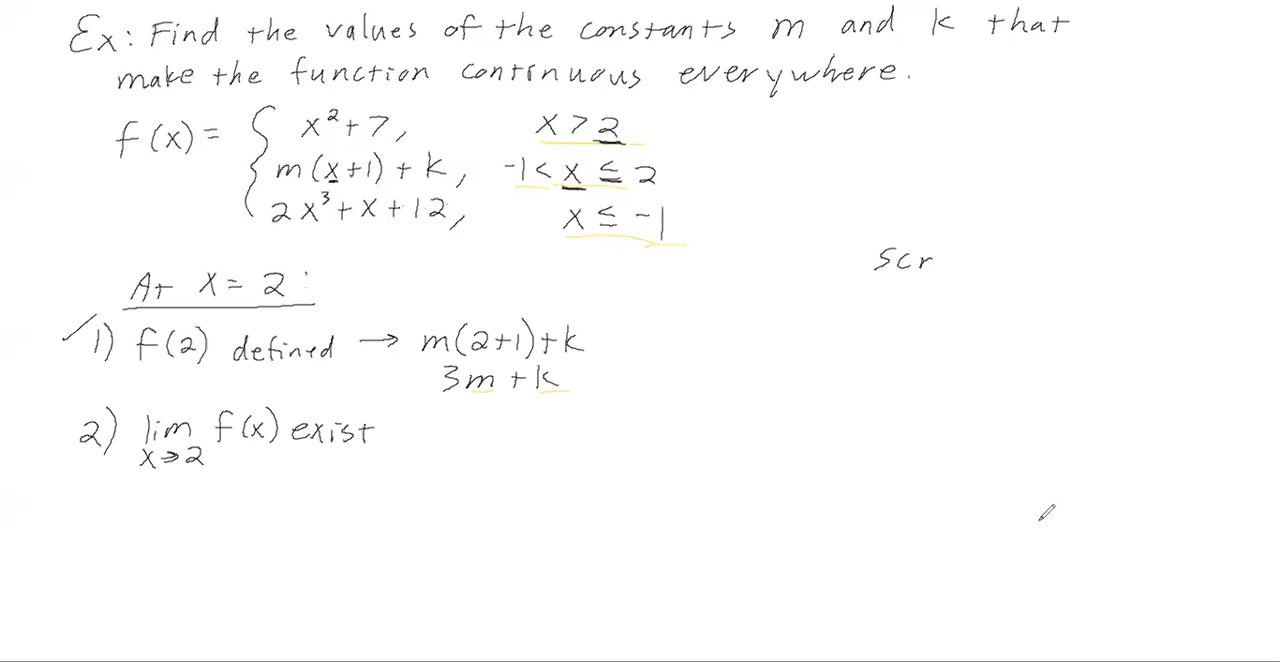 Ex: Find the values of the constants m and k that
make the function continuous everywhere.
f(x) = { x² + 7, x > 2
m(x+1) + k, -1 < x ≤ 2
2x³ + x + 12, x ≤ -1
Scr
At x = 2:
✓1) f(2) defined → m(2+1)+k
3m + k
2) lim f(x) exist
x→2